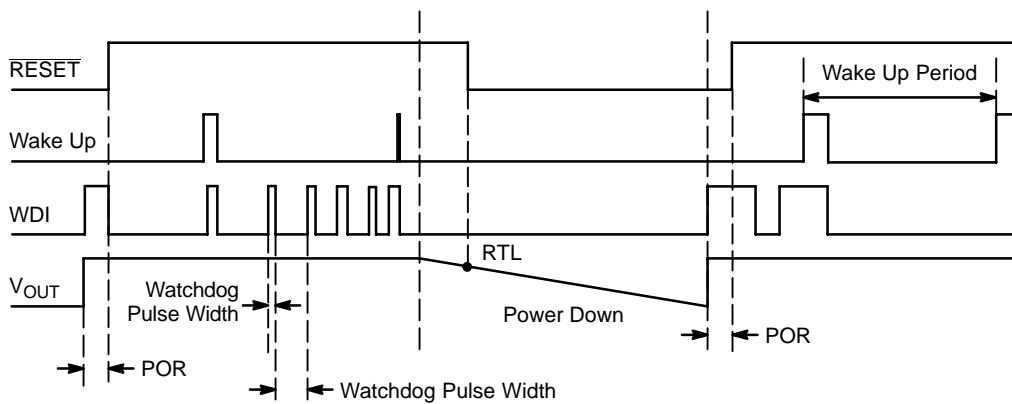 RESET
Wake Up Period
Wake Up
WDI
RTL
VOUT
Watchdog
Pulse Width
Power Down
POR
POR
Watchdog Pulse Width